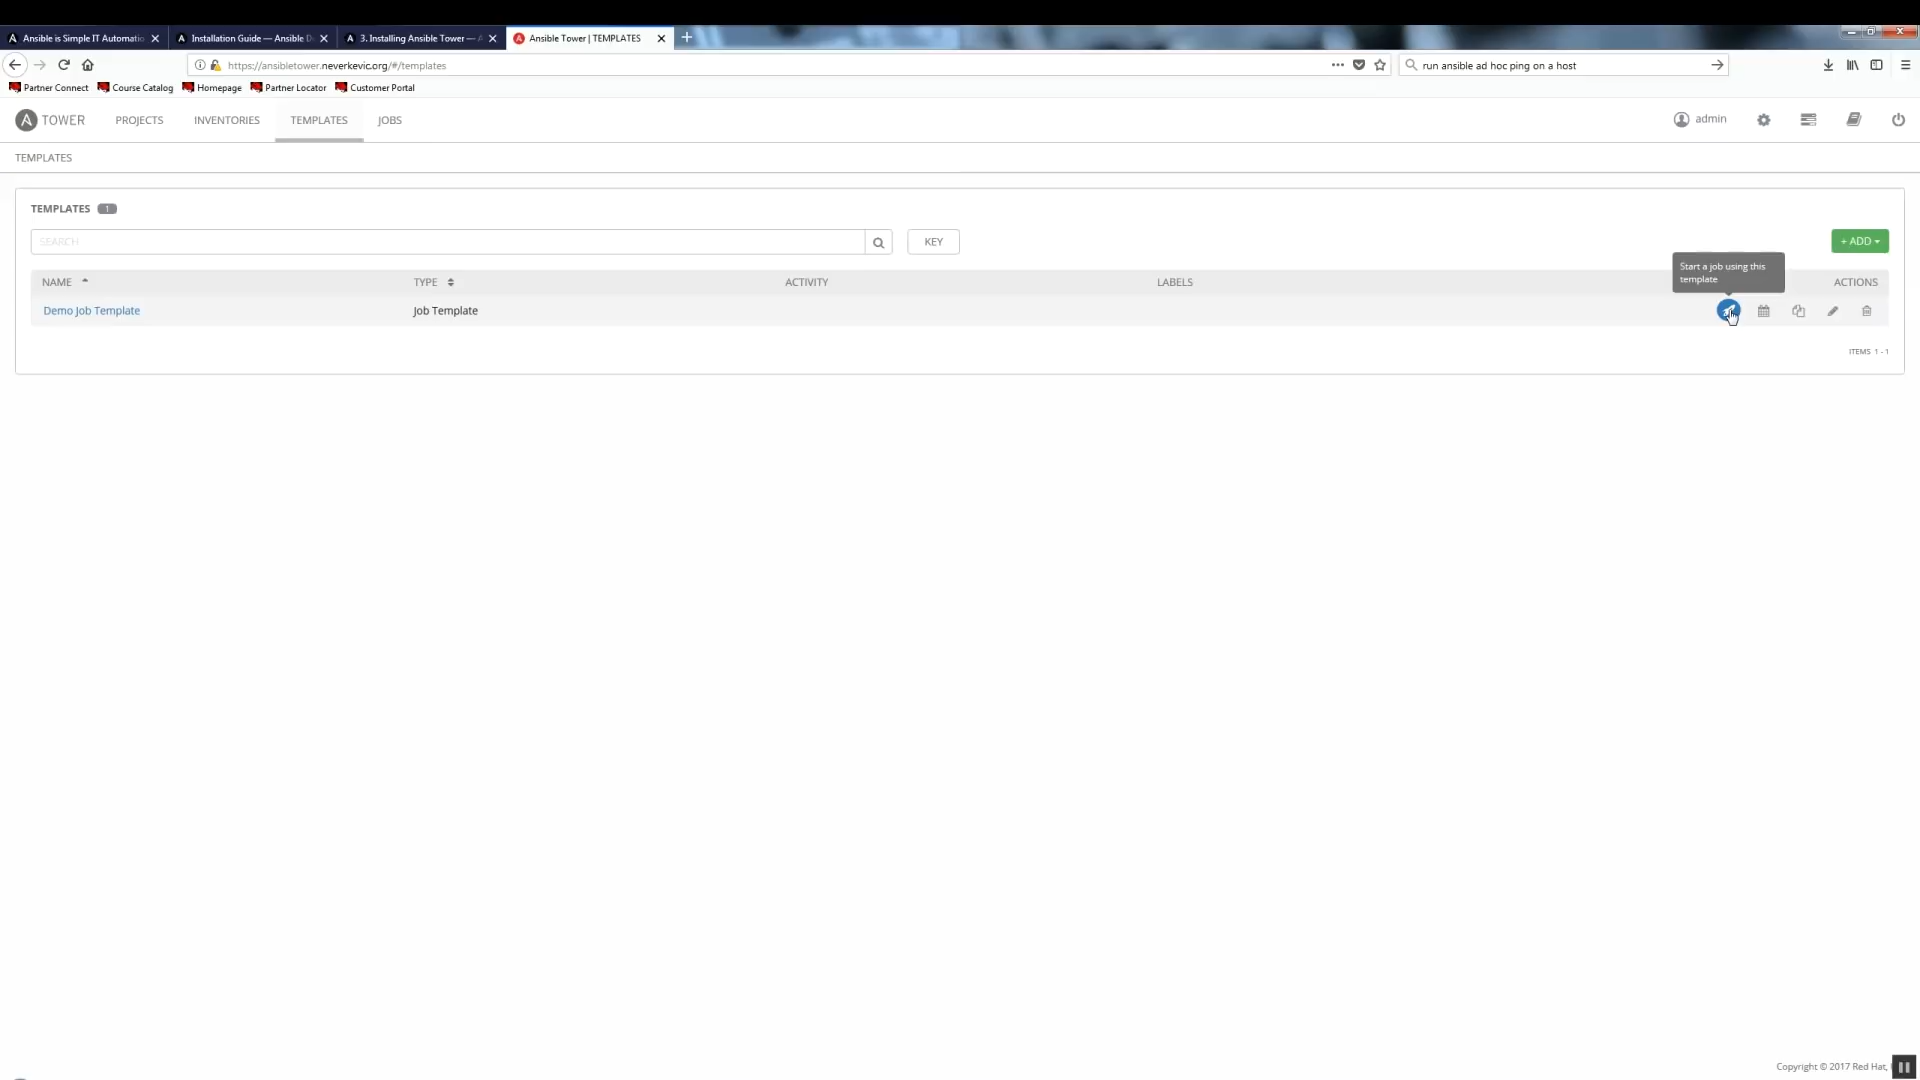 Ansible is Simple IT Automati
Installation Guide — Ansible D
3. Installing Ansible Tower — A
Ansible Tower | TEMPLATES
https://ansibletower.neverkevic.org/#/templates
run ansible ad hoc ping on a host
Partner Connect
Course Catalog
Homepage
Partner Locator
Customer Portal
TOWER
PROJECTS
INVENTORIES
TEMPLATES
JOBS
admin
TEMPLATES
TEMPLATES 1
SEARCH
KEY
+ ADD
Start a job using this
template
NAME
TYPE
ACTIVITY
LABELS
ACTIONS
Demo Job Template
Job Template
ITEMS 1 - 1
Copyright © 2017 Red Hat,